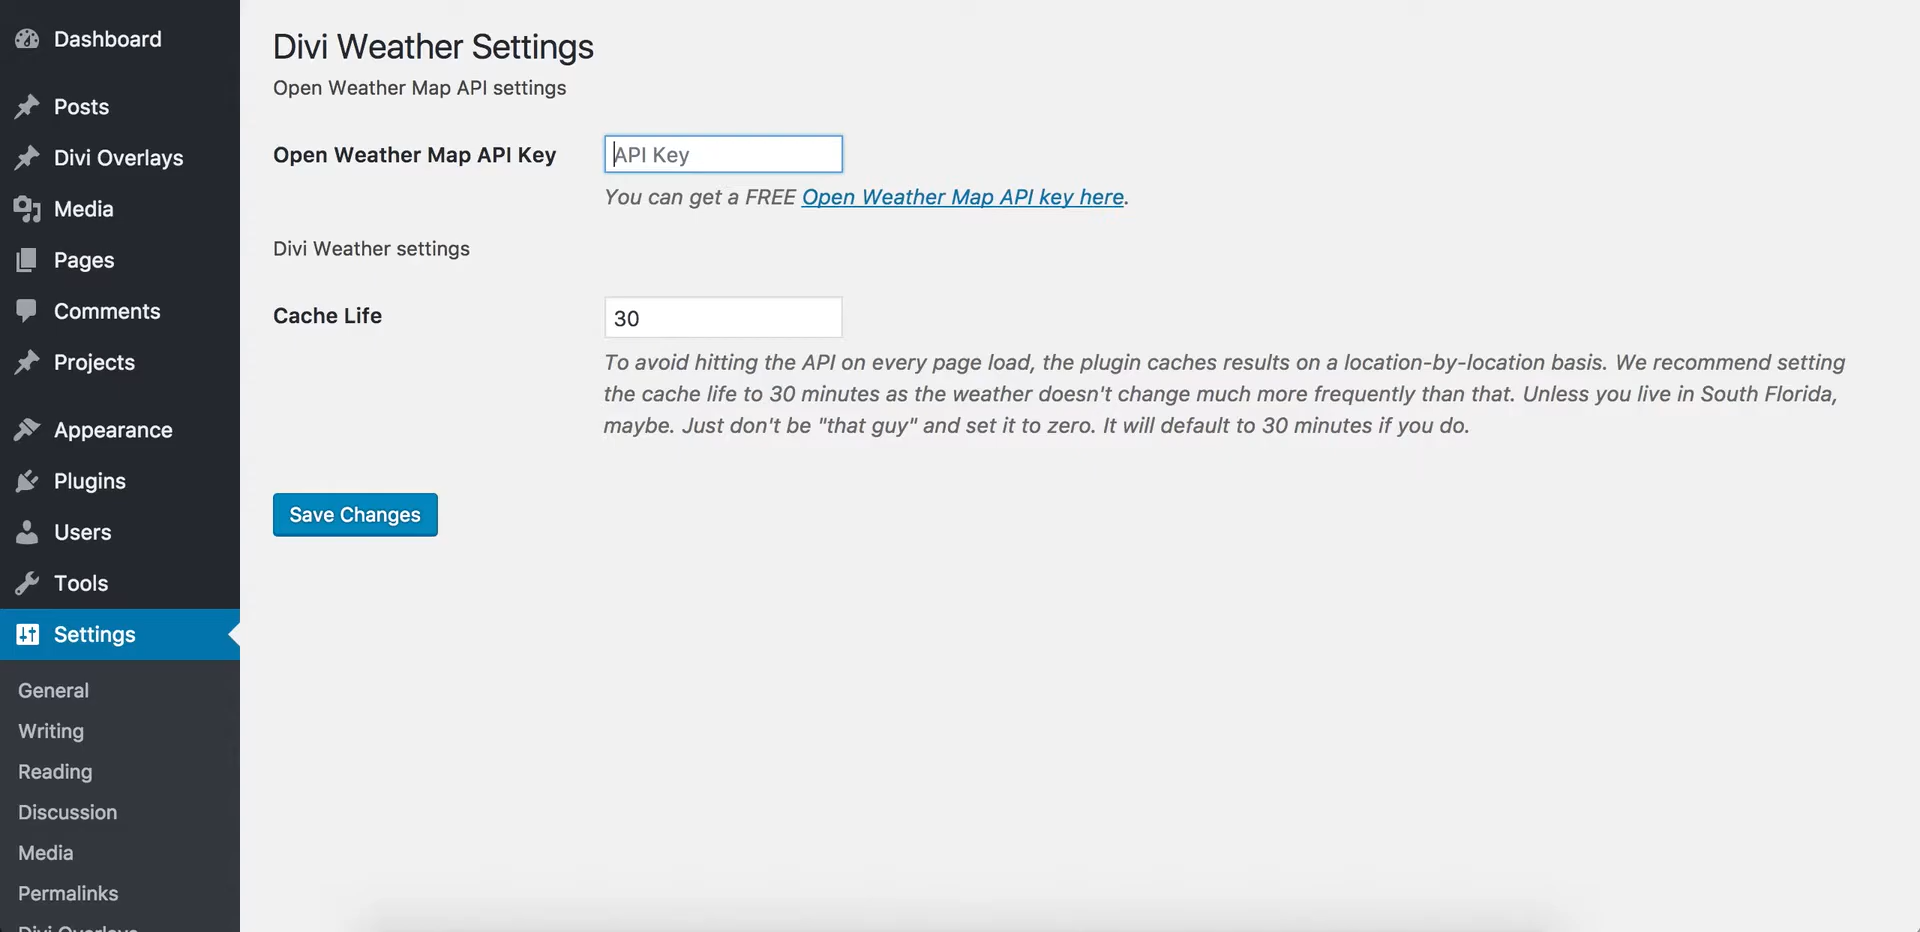 Dashboard
Posts
Divi Overlays
Media
Pages
Comments
Projects
Appearance
Plugins
Users
Tools
Settings
General
Writing
Reading
Discussion
Media
Permalinks
Divi Overlays
Divi Weather Settings
Open Weather Map API settings
Open Weather Map API Key
API Key
You can get a FREE Open Weather Map API key here.
Divi Weather settings
Cache Life
30
To avoid hitting the API on every page load, the plugin caches results on a location-by-location basis. We recommend setting
the cache life to 30 minutes as the weather doesn't change much more frequently than that. Unless you live in South Florida,
maybe. Just don't be "that guy" and set it to zero. It will default to 30 minutes if you do.
Save Changes